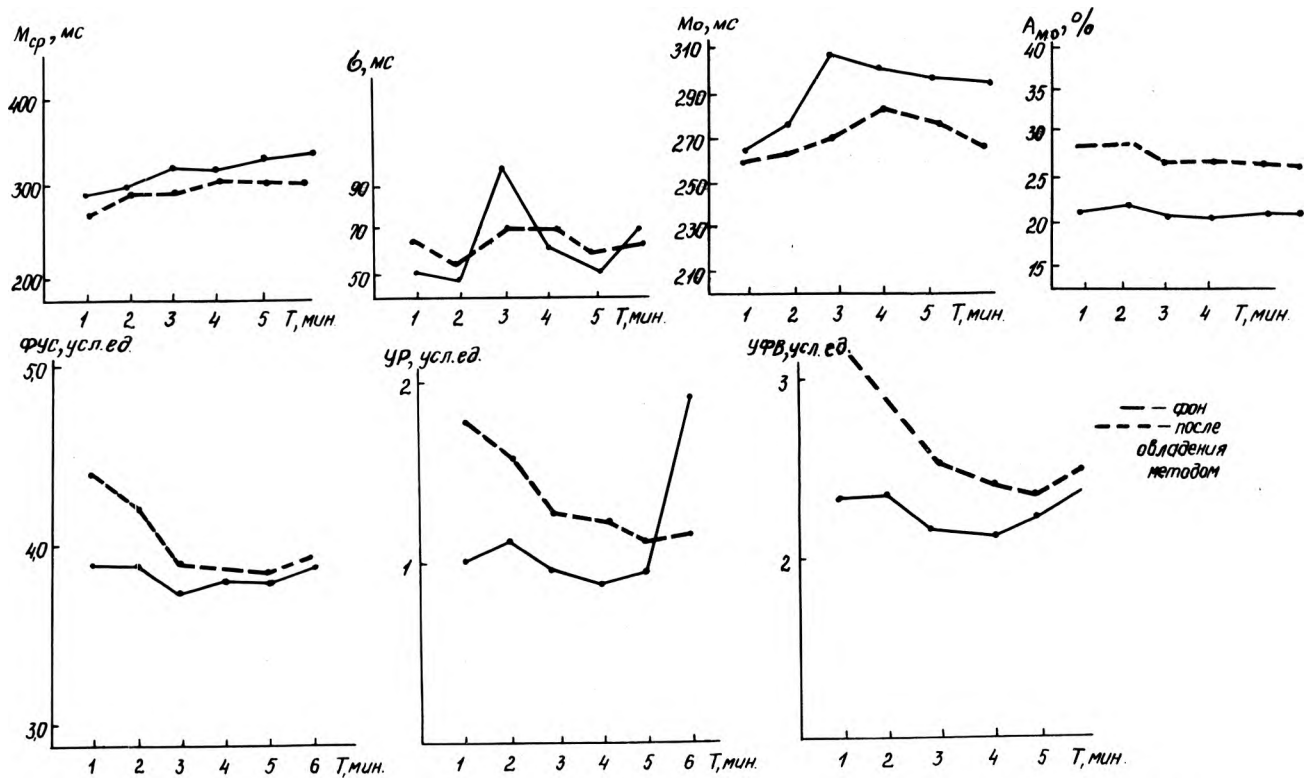 М_ср, мс
400
300
200
1 2 3 4 5 Т, мин.
б, мс
90
70
50
1 2 3 4 5 Т, мин.
Мо, мс
310
290
270
250
230
210
1 2 3 4 5 Т, мин.
А_мо, %
40
35
30
25
20
15
1 2 3 4 5 Т, мин.
ФУС, усл.ед.
5,0
4,0
3,0
1 2 3 4 5 6 Т, мин.
УР, усл.ед.
2
1
1 2 3 4 5 6 Т, мин.
УФВ, усл.ед.
3
2
1 2 3 4 5 Т, мин.
— фон
— после
овладения
методом